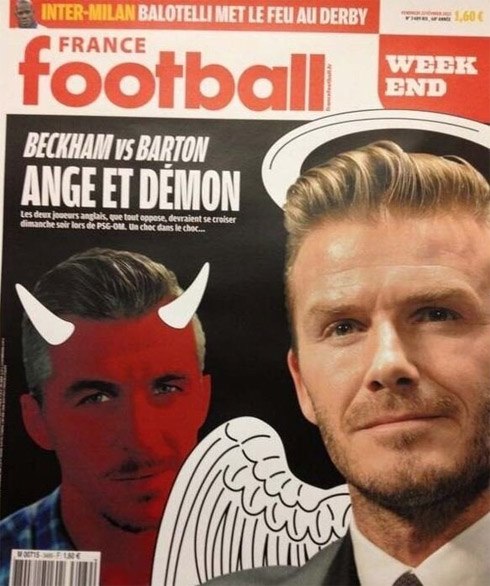 INTER-MILAN BALOTELLI MET LE FEU AU DERBY
1,60 €
FRANCE
football
WEEK
END
BECKHAM vs BARTON
ANGE ET DÉMON
Les deux joueurs anglais, que tout oppose, devraient se croiser
dimanche soir lors de PSG-OM. Un choc dans le choc...